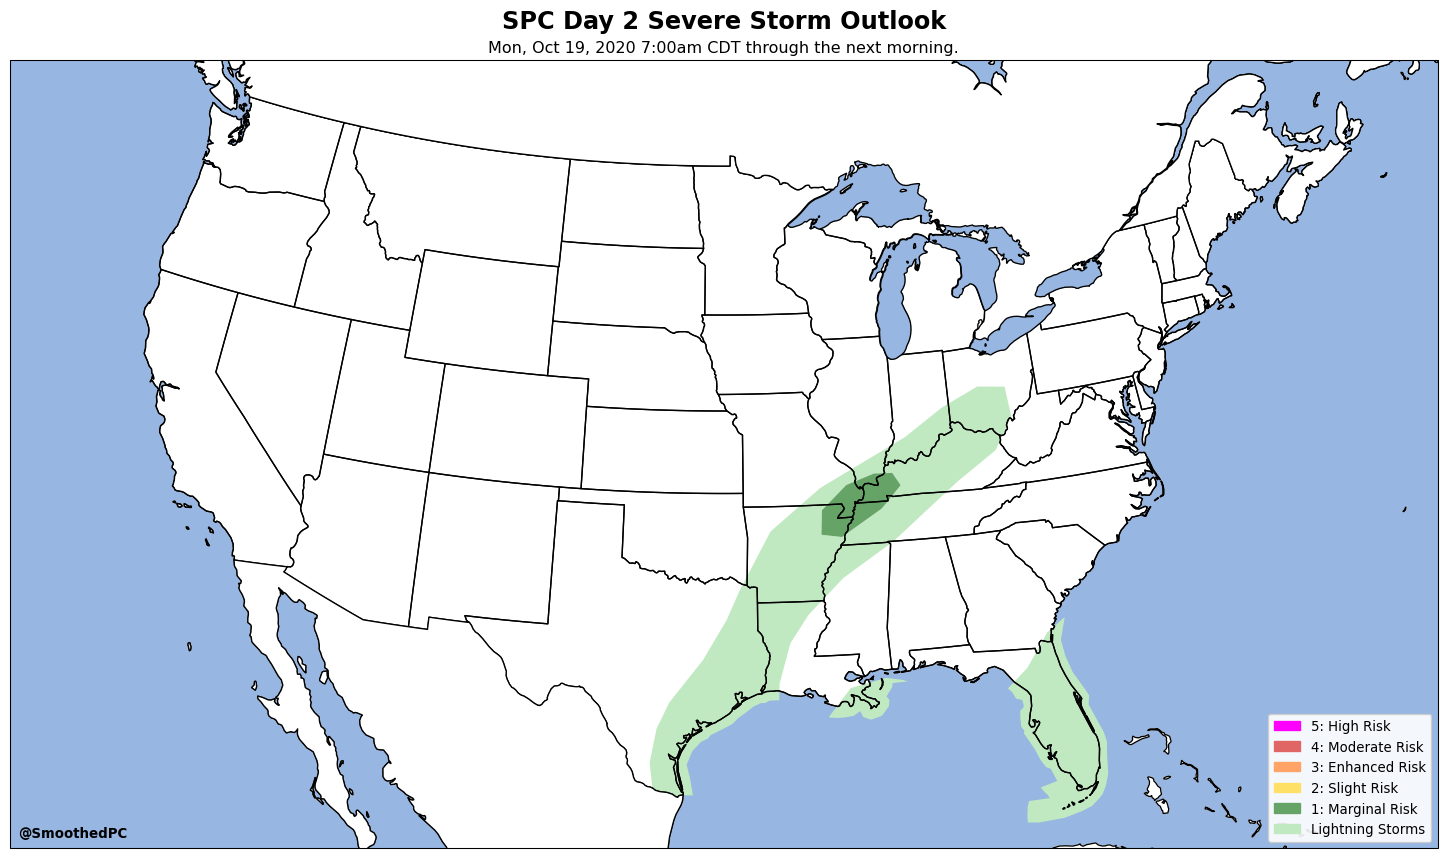 SPC Day 2 Severe Storm Outlook
Mon, Oct 19, 2020 7:00am CDT through the next morning.
5: High Risk
4: Moderate Risk
3: Enhanced Risk
2: Slight Risk
1: Marginal Risk
Lightning Storms
@SmoothedPC